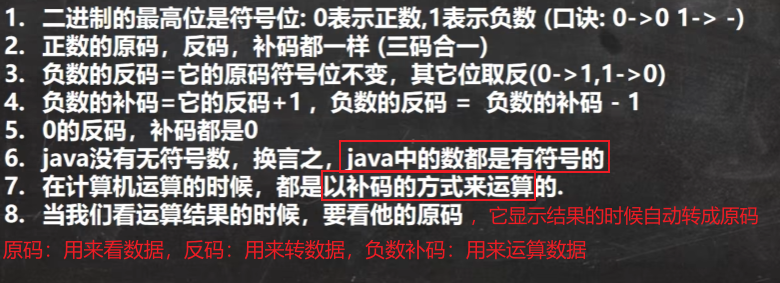 1. 二进制的最高位是符号位: 0表示正数,1表示负数 (口诀: 0->0 1-> -)
2. 正数的原码，反码，补码都一样 (三码合一)
3. 负数的反码=它的原码符号位不变，其它位取反(0->1,1->0)
4. 负数的补码=它的反码+1 ，负数的反码 = 负数的补码 - 1
5. 0的反码，补码都是0
6. java没有无符号数，换言之，java中的数都是有符号的
7. 在计算机运算的时候，都是以补码的方式来运算的.
8. 当我们看运算结果的时候，要看他的原码 ，它显示结果的时候自动转成原码
原码：用来看数据，反码：用来转数据，负数补码：用来运算数据